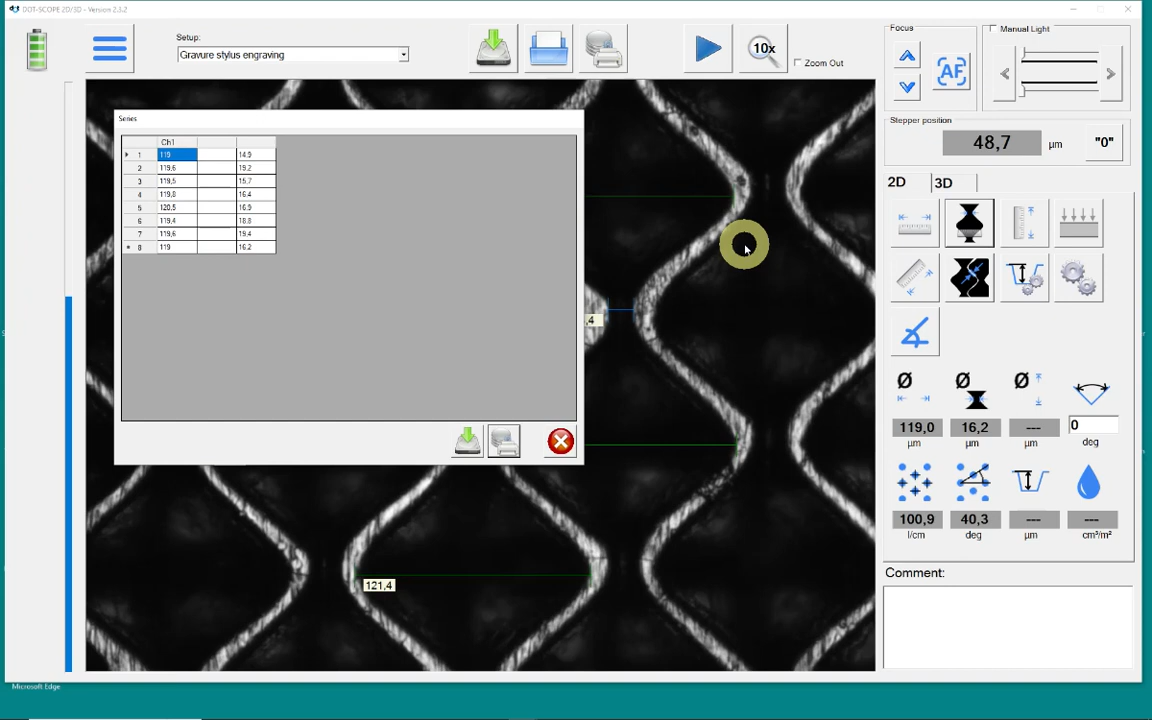 DOT-SCOPE 2D/3D - Version 2.3.2
Setup:
Gravure stylus engraving
10x
Zoom Out
Focus
AF
Manual Light
Stepper position
48,7 µm "0"
2D 3D
Series
Ch1
1 119 14.9
2 119,6 19.2
3 119,5 15.7
4 119,8 16.4
5 120,5 16.9
6 119,4 18.8
7 119,6 19.4
8 119 16.2
,4
121,4
Ø Ø Ø
119,0 16,2 --- 0
µm µm µm deg
100,9 40,3 --- ---
l/cm deg µm cm³/m²
Comment:
Microsoft Edge